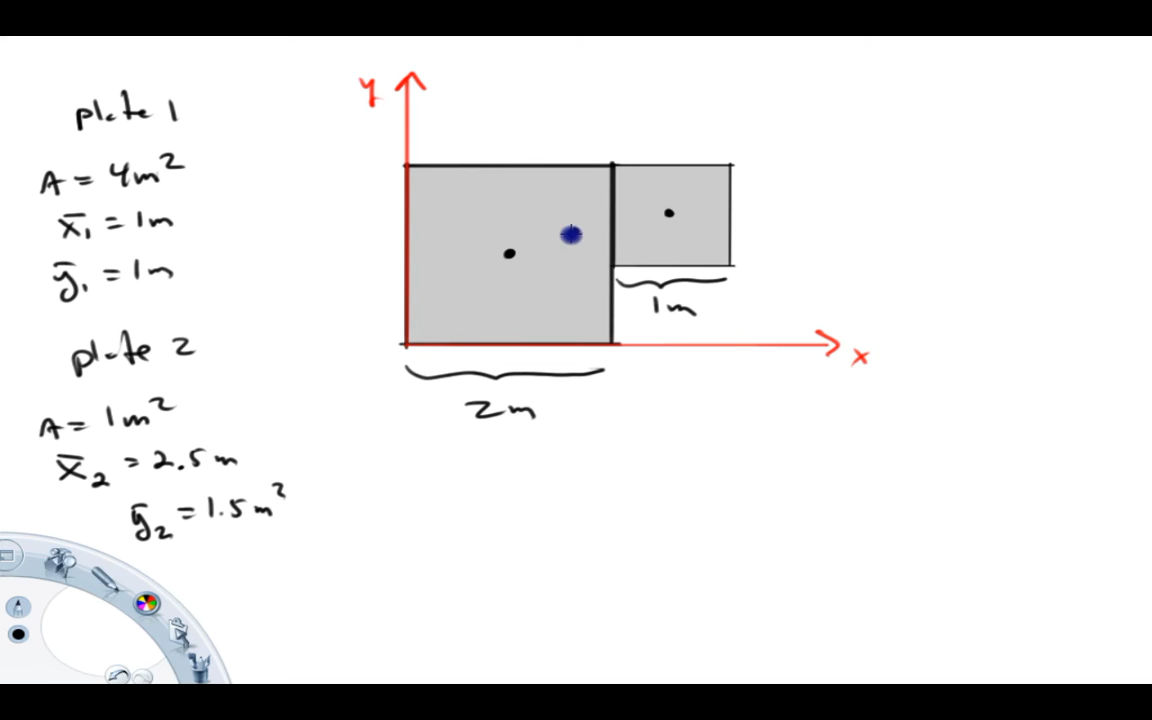 plate 1
A = 4m²
x̄₁ = 1m
ȳ₁ = 1m
plate 2
A = 1m²
x̄₂ = 2.5m
ȳ₂ = 1.5m²
y
1m
x
2m